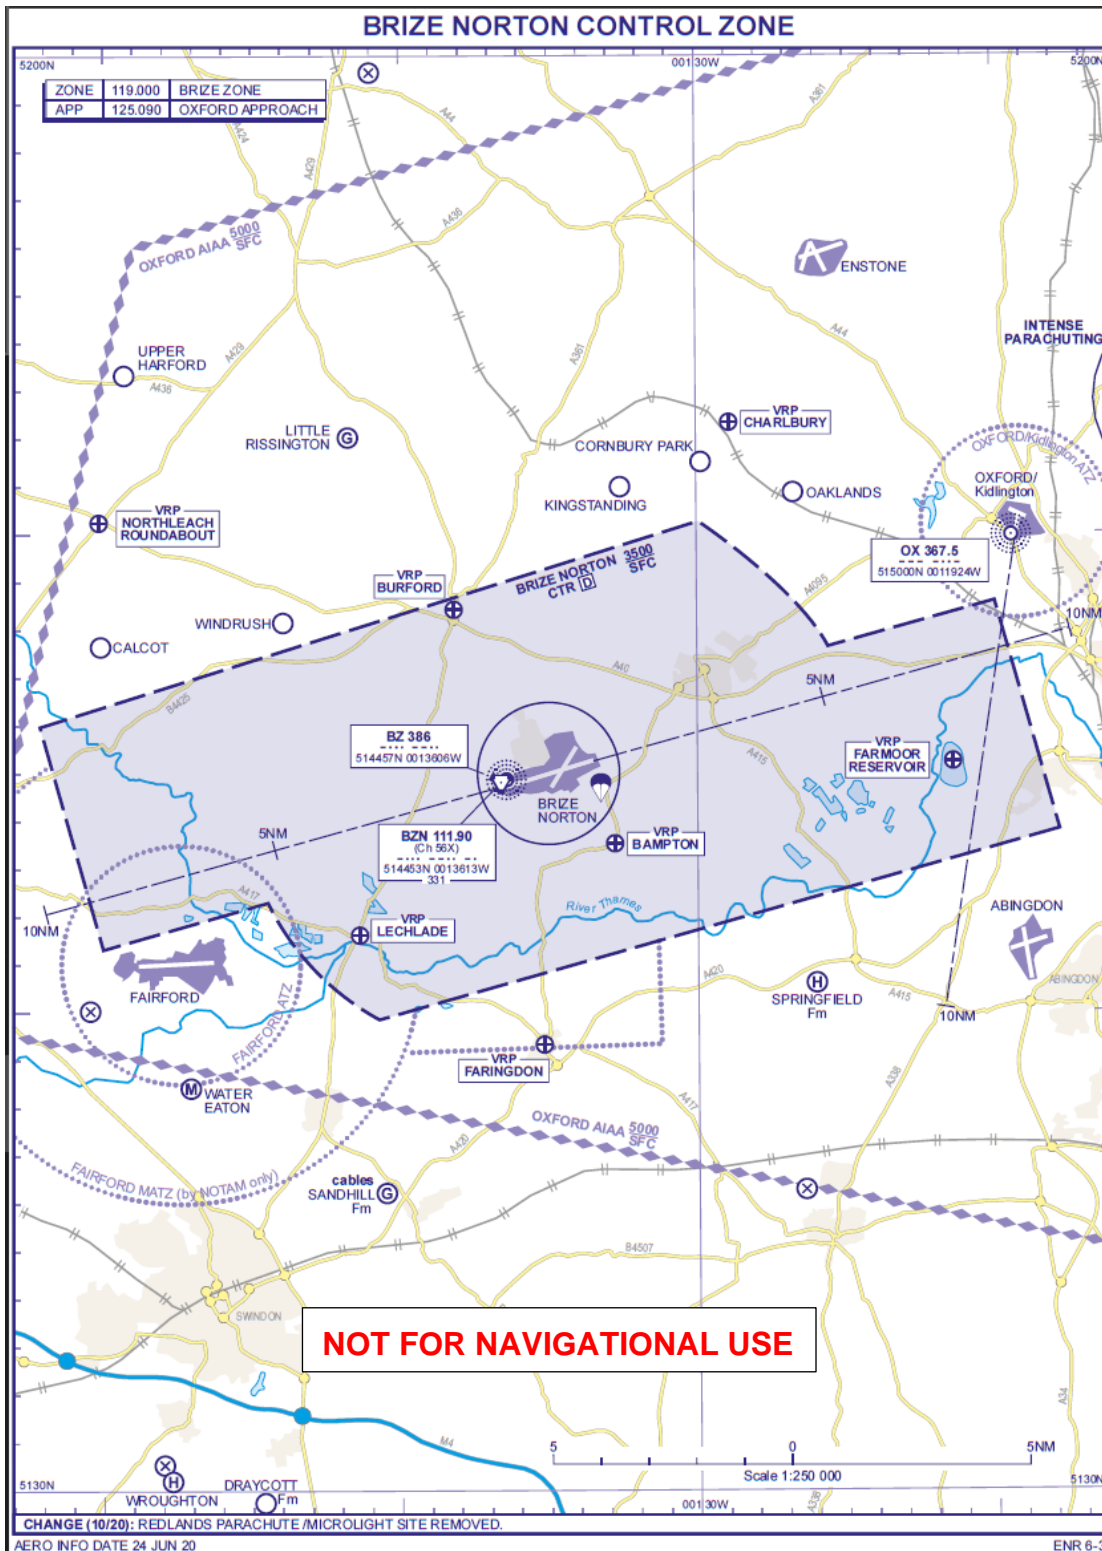 BRIZE NORTON CONTROL ZONE
5200N
001 30W
5200N
ZONE 119.000 BRIZE ZONE
APP 125.090 OXFORD APPROACH
A424
A429
A44
A361
A436
OXFORD AIAA 5000
SFC
ENSTONE
A44
INTENSE
PARACHUTING
UPPER
HARFORD
A429
A436
A361
LITTLE
RISSINGTON
G
VRP
CHARLBURY
CORNBURY PARK
KINGSTANDING
OAKLANDS
OXFORD/Kidlington ATZ
OXFORD/
Kidlington
VRP
NORTHLEACH
ROUNDABOUT
OX 367.5
515000N 0011924W
BRIZE NORTON 3500
SFC
CTR D
VRP
BURFORD
A4095
10NM
WINDRUSH
CALCOT
A40
5NM
B4425
BZ 386
514457N 0013606W
A415
VRP
FARMOOR
RESERVOIR
BRIZE
NORTON
5NM
BZN 111.90
(Ch 56X)
514453N 0013613W
331
VRP
BAMPTON
A417
River Thames
10NM
VRP
LECHLADE
ABINGDON
FAIRFORD
FAIRFORD ATZ
A420
H
SPRINGFIELD
Fm
A415
ABINGDON
10NM
VRP
FARINGDON
M
WATER
EATON
A338
A417
OXFORD AIAA 5000
SFC
A420
FAIRFORD MATZ (by NOTAM only)
cables
SANDHILL
Fm
G
B4507
SWINDON
NOT FOR NAVIGATIONAL USE
A34
M4
5 0 5NM
Scale 1:250 000
5130N
H
WROUGHTON
DRAYCOTT
Fm
001 30W
A338
5130N
CHANGE (10/20): REDLANDS PARACHUTE /MICROLIGHT SITE REMOVED.
AERO INFO DATE 24 JUN 20
ENR 6-3